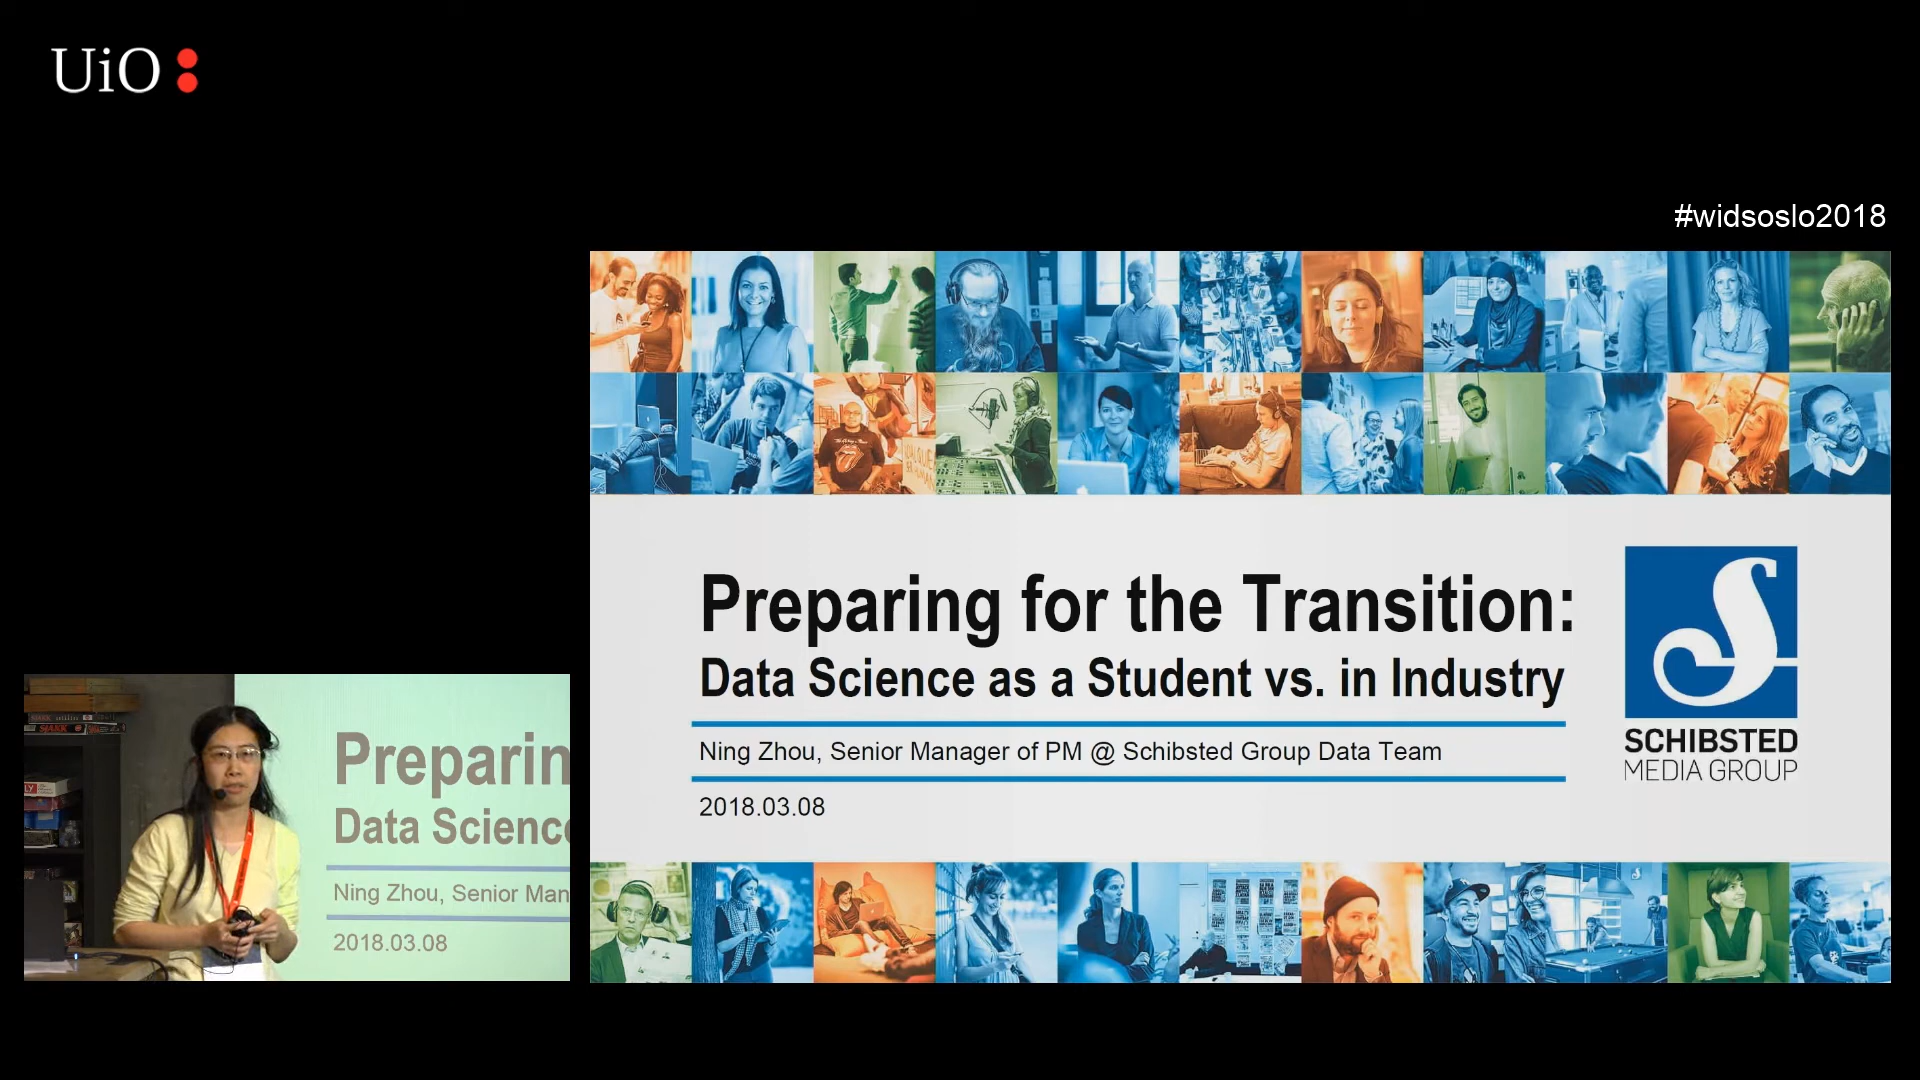 UiO
#widsoslo2018
Preparing for the Transition:
Data Science as a Student vs. in Industry
Ning Zhou, Senior Manager of PM @ Schibsted Group Data Team
2018.03.08
SCHIBSTED
MEDIA GROUP
Preparin
Data Scienc
Ning Zhou, Senior Man
2018.03.08